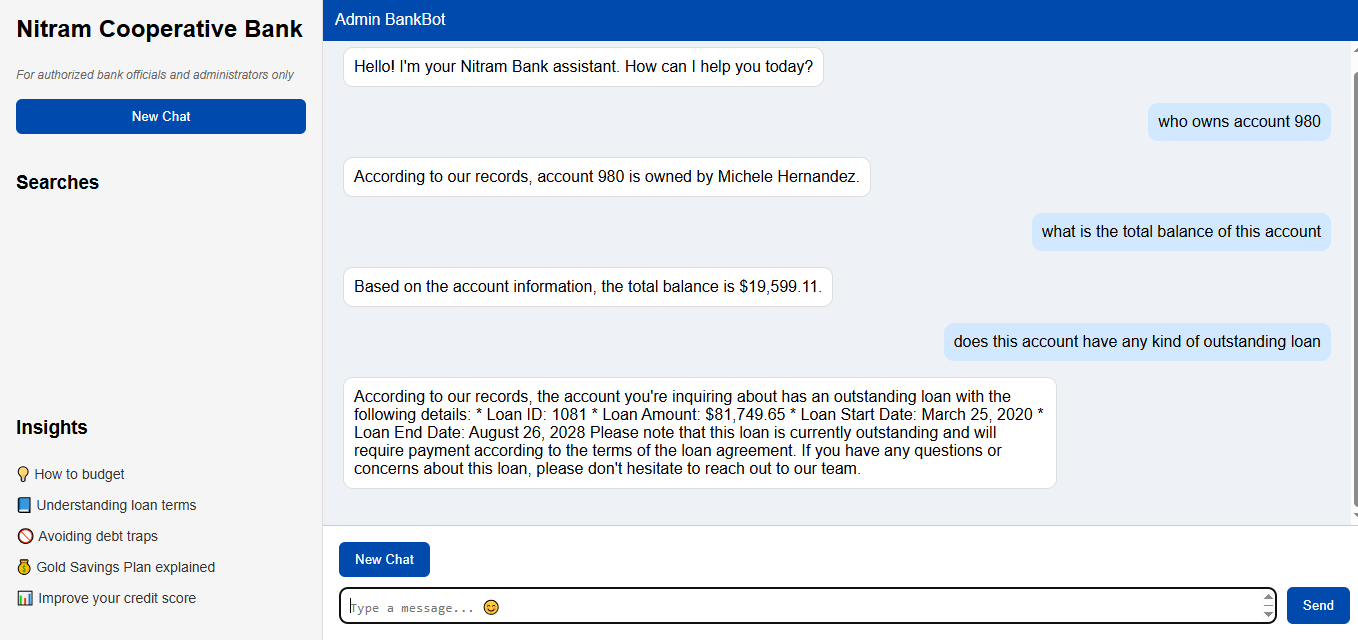 Nitram Cooperative Bank
For authorized bank officials and administrators only
New Chat
Searches
Insights
How to budget
Understanding loan terms
Avoiding debt traps
Gold Savings Plan explained
Improve your credit score
Admin BankBot
Hello! I'm your Nitram Bank assistant. How can I help you today?
who owns account 980
According to our records, account 980 is owned by Michele Hernandez.
what is the total balance of this account
Based on the account information, the total balance is $19,599.11.
does this account have any kind of outstanding loan
According to our records, the account you're inquiring about has an outstanding loan with the
following details: * Loan ID: 1081 * Loan Amount: $81,749.65 * Loan Start Date: March 25, 2020 *
Loan End Date: August 26, 2028 Please note that this loan is currently outstanding and will
require payment according to the terms of the loan agreement. If you have any questions or
concerns about this loan, please don't hesitate to reach out to our team.
New Chat
Type a message... 😊
Send